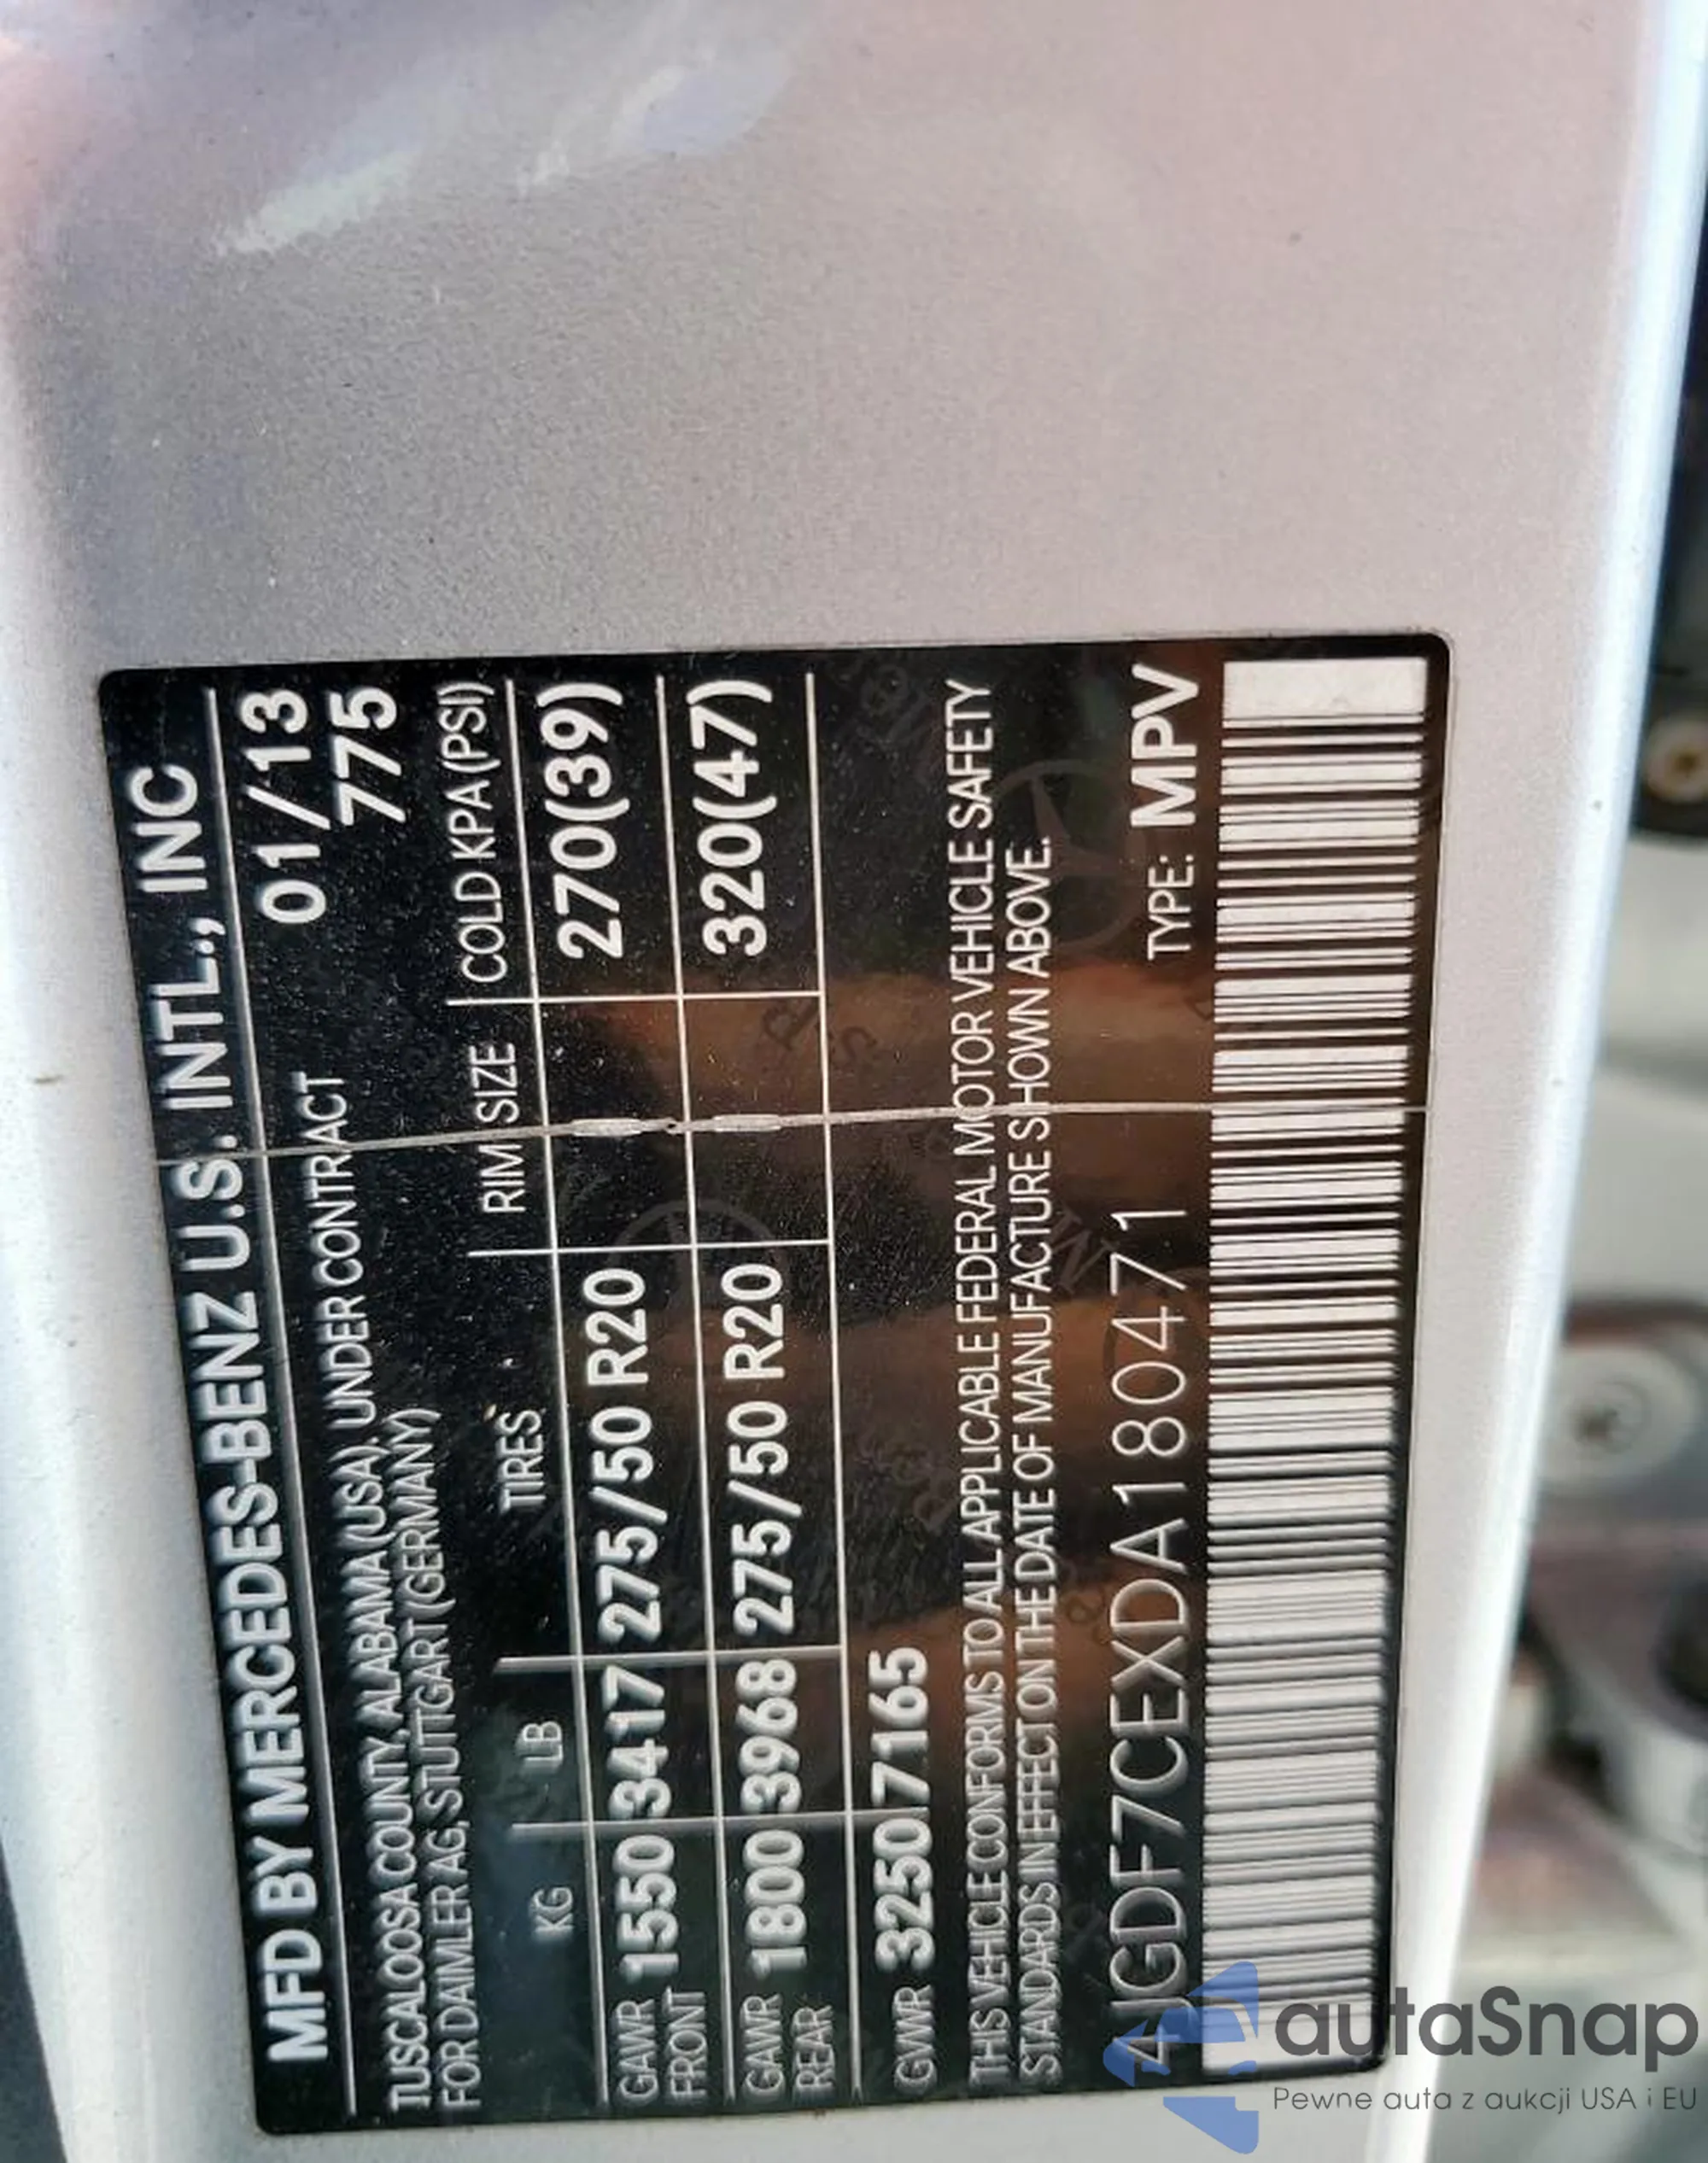 MFD BY MERCEDES-BENZ U.S. INTL., INC
TUSCALOOSA COUNTY, ALABAMA (USA), UNDER CONTRACT 01/13
FOR DAIMLER AG, STUTTGART (GERMANY) 775
KG LB TIRES RIM SIZE COLD KPA (PSI)
GAWR FRONT 1550 3417 275/50 R20 270(39)
GAWR REAR 1800 3968 275/50 R20 320(47)
GVWR 3250 7165
THIS VEHICLE CONFORMS TO ALL APPLICABLE FEDERAL MOTOR VEHICLE SAFETY
STANDARDS IN EFFECT ON THE DATE OF MANUFACTURE SHOWN ABOVE.
4JGDF7CEXDA180471 TYPE: MPV
autaSnap
Pewne auta z aukcji USA i EU